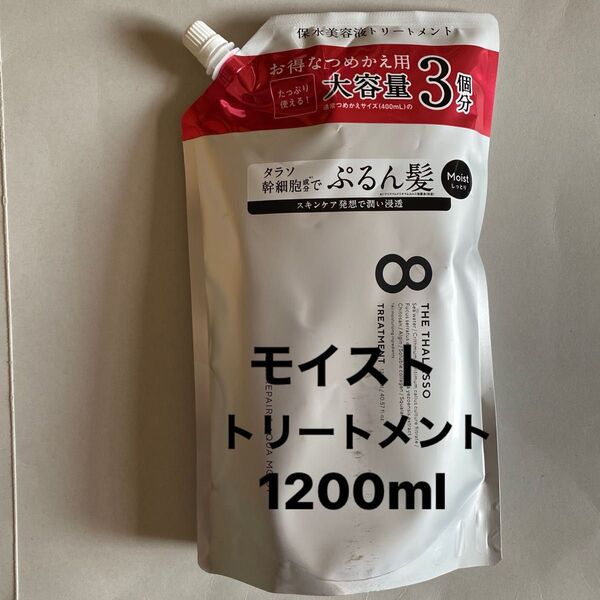 保水美容液トリートメント
お得なつめかえ用
たっぷり
使える!
大容量3個分
通常つめかえサイズ(400mL)の
タラソ
幹細胞成分*¹で
ぷるん髪
Moist
しっとり
スキンケア発想で潤い浸透
8
THE THALASSO
TREATMENT
モイスト
トリートメント
1200ml